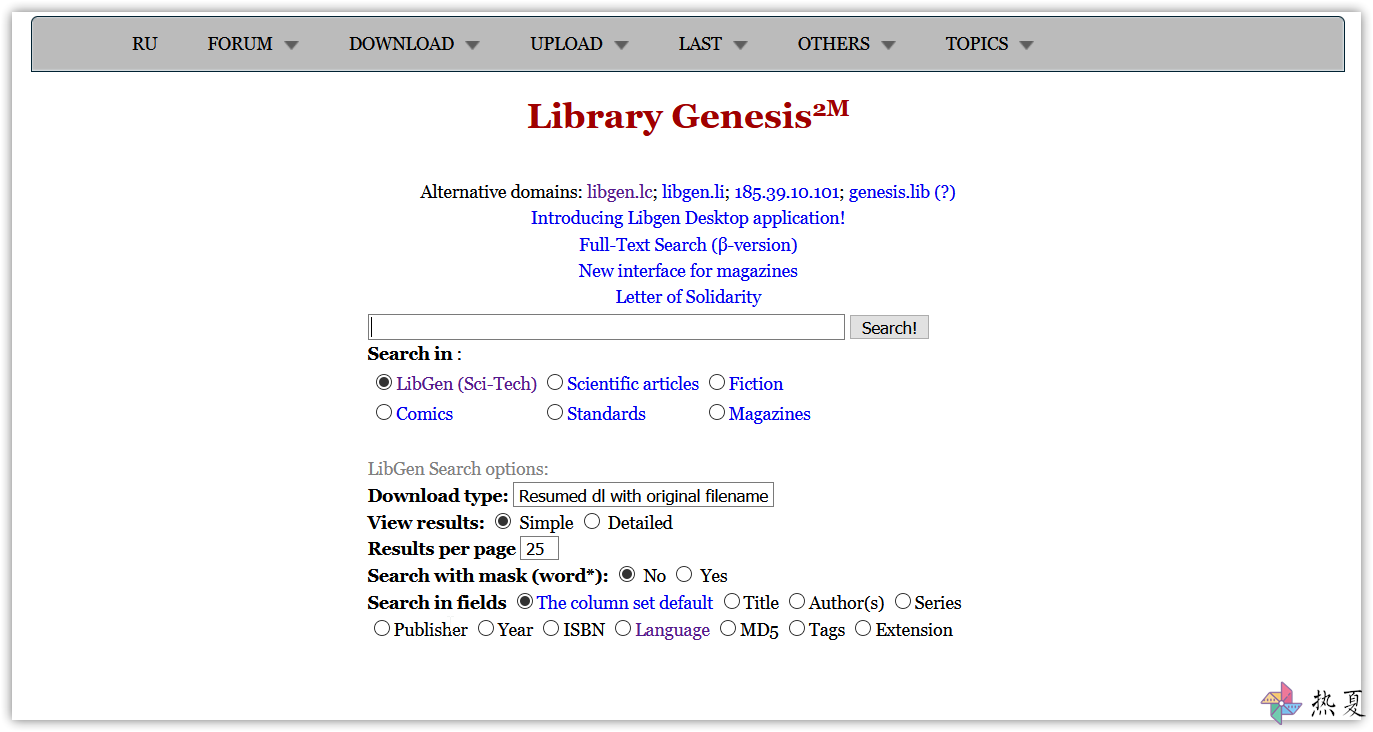 RU FORUM DOWNLOAD UPLOAD LAST OTHERS TOPICS
Library Genesis2M
Alternative domains: libgen.lc; libgen.li; 185.39.10.101; genesis.lib (?)
Introducing Libgen Desktop application!
Full-Text Search (β-version)
New interface for magazines
Letter of Solidarity
Search!
Search in :
LibGen (Sci-Tech) Scientific articles Fiction
Comics Standards Magazines
LibGen Search options:
Download type: Resumed dl with original filename
View results: Simple Detailed
Results per page 25
Search with mask (word*): No Yes
Search in fields The column set default Title Author(s) Series
Publisher Year ISBN Language MD5 Tags Extension
热夏